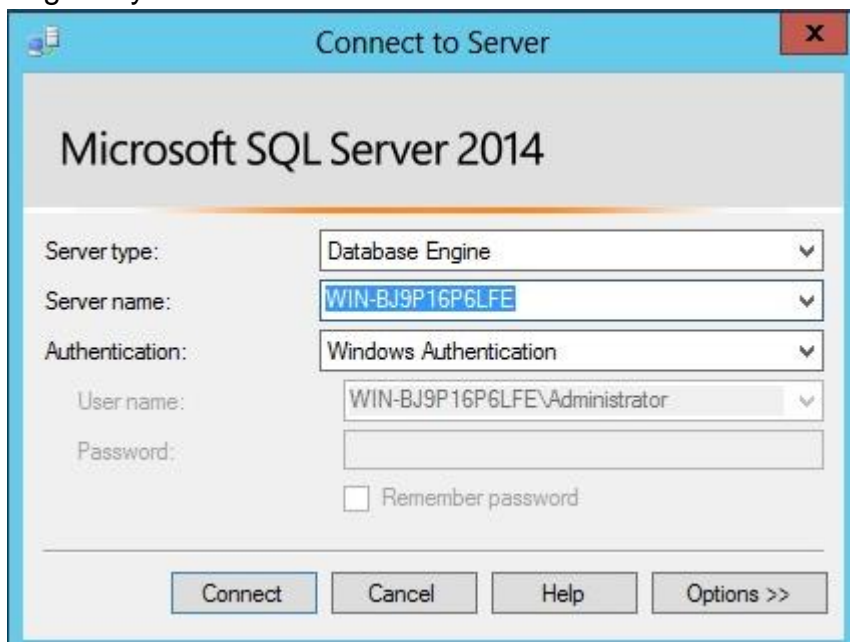 Connect to Server
x
Microsoft SQL Server 2014
Server type: Database Engine
Server name: WIN-BJ9P16P6LFE
Authentication: Windows Authentication
User name: WIN-BJ9P16P6LFE\Administrator
Password:
Remember password
Connect Cancel Help Options >>